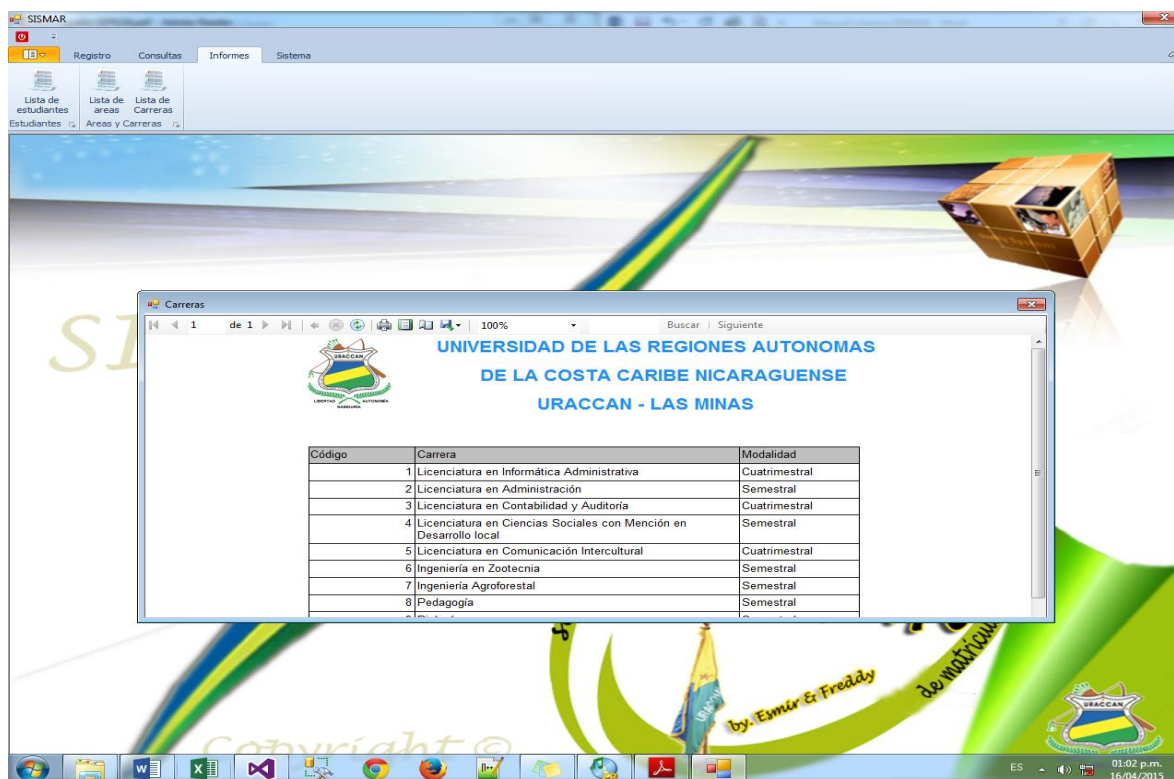 SISMAR
Registro Consultas Informes Sistema
Lista de estudiantes
Lista de areas
Lista de Carreras
Estudiantes
Areas y Carreras
Carreras
1 de 1 100% Buscar | Siguiente
URACCAN
LIBERTAD AUTONOMÍA
SABIDURÍA
UNIVERSIDAD DE LAS REGIONES AUTONOMAS
DE LA COSTA CARIBE NICARAGUENSE
URACCAN - LAS MINAS
Código Carrera Modalidad
1 Licenciatura en Informática Administrativa Cuatrimestral
2 Licenciatura en Administración Semestral
3 Licenciatura en Contabilidad y Auditoría Cuatrimestral
4 Licenciatura en Ciencias Sociales con Mención en Semestral
Desarrollo local
5 Licenciatura en Comunicación Intercultural Cuatrimestral
6 Ingeniería en Zootecnia Semestral
7 Ingeniería Agroforestal Semestral
8 Pedagogía Semestral
de matricul
by. Esmir & Freddy
URACCAN
URACCAN
Copyright ©
ES 01:02 p.m.
16/04/2015